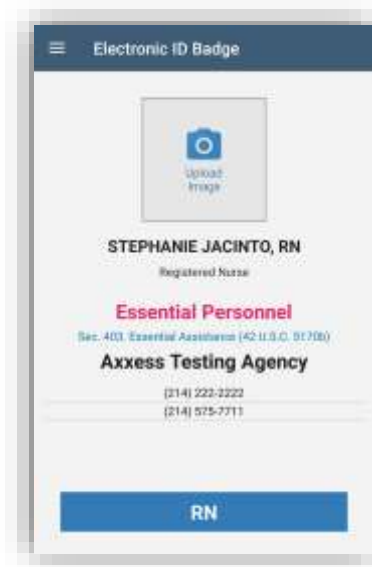 Electronic ID Badge
Upload
Image
STEPHANIE JACINTO, RN
Registered Nurse
Essential Personnel
Sec. 403. Essential Assistance (42 U.S.C. 5170b)
Axxess Testing Agency
(214) 222-2222
(214) 575-7711
RN